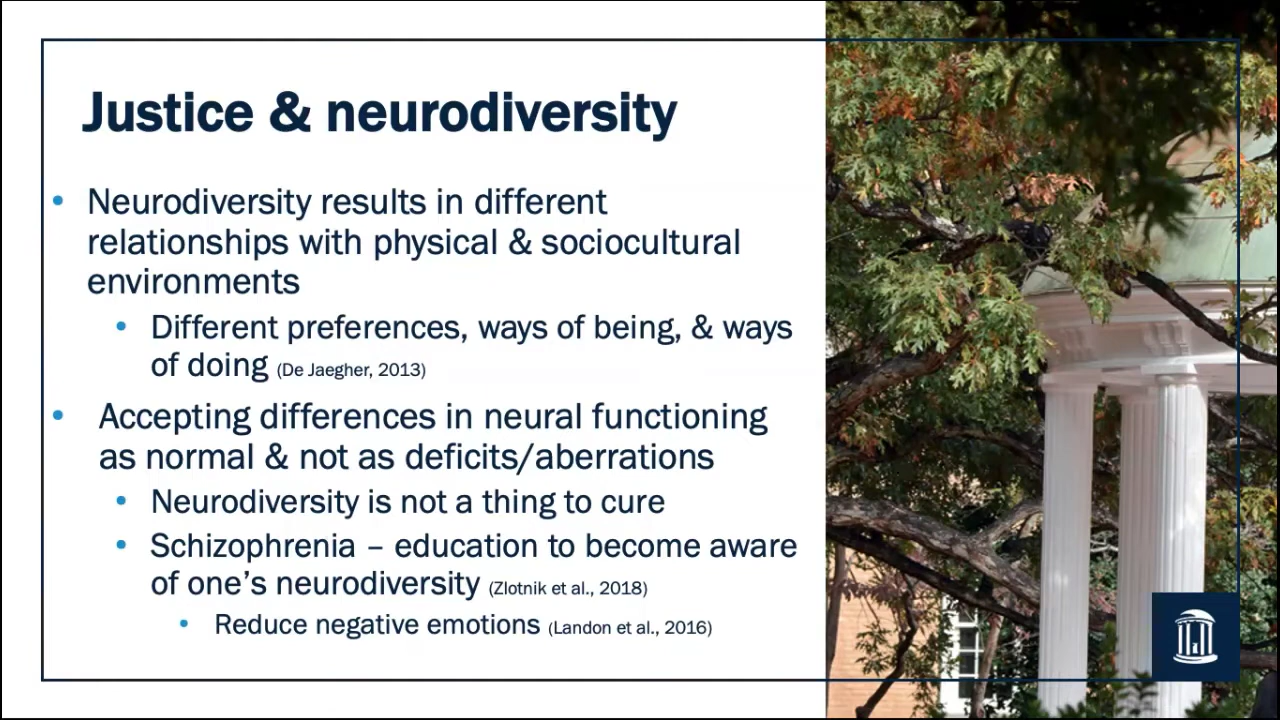 Justice & neurodiversity
• Neurodiversity results in different
relationships with physical & sociocultural
environments
• Different preferences, ways of being, & ways
of doing (De Jaegher, 2013)
• Accepting differences in neural functioning
as normal & not as deficits/aberrations
• Neurodiversity is not a thing to cure
• Schizophrenia – education to become aware
of one’s neurodiversity (Zlotnik et al., 2018)
• Reduce negative emotions (Landon et al., 2016)